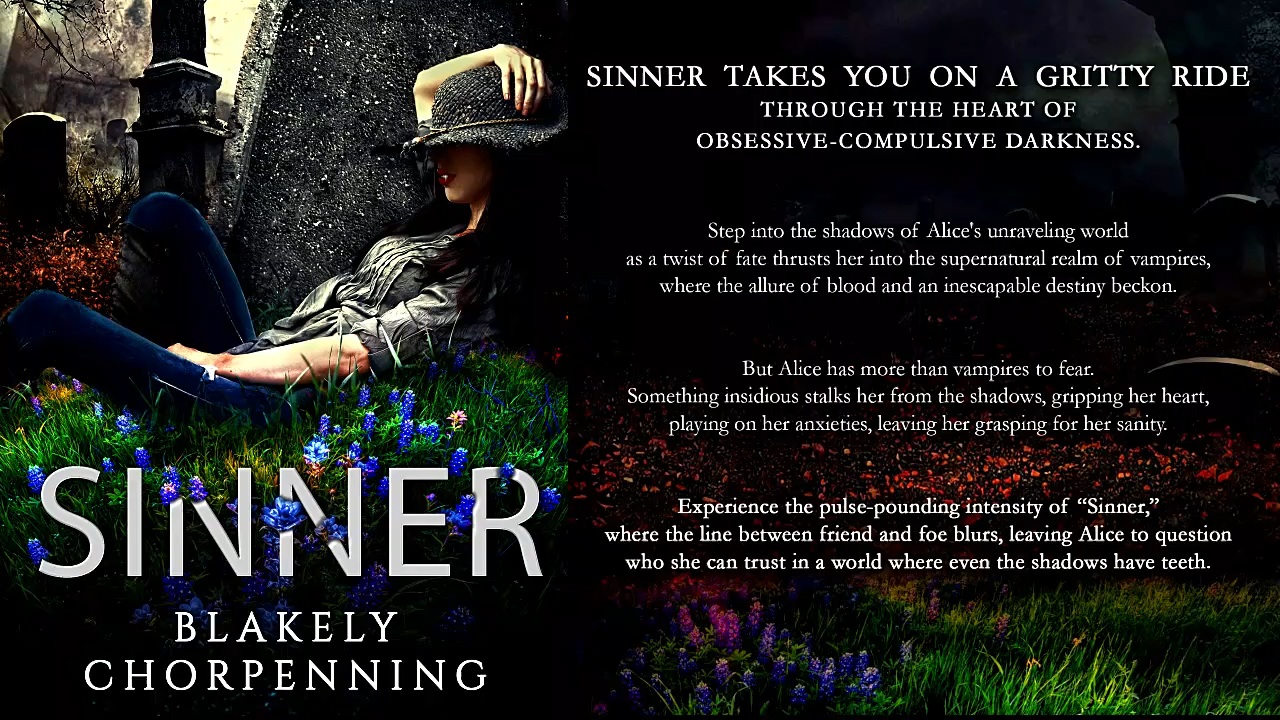 SINNER
BLAKELY
CHORPENNING
SINNER TAKES YOU ON A GRITTY RIDE
THROUGH THE HEART OF
OBSESSIVE-COMPULSIVE DARKNESS.
Step into the shadows of Alice's unraveling world
as a twist of fate thrusts her into the supernatural realm of vampires,
where the allure of blood and an inescapable destiny beckon.
But Alice has more than vampires to fear.
Something insidious stalks her from the shadows, gripping her heart,
playing on her anxieties, leaving her grasping for her sanity.
Experience the pulse-pounding intensity of “Sinner,”
where the line between friend and foe blurs, leaving Alice to question
who she can trust in a world where even the shadows have teeth.